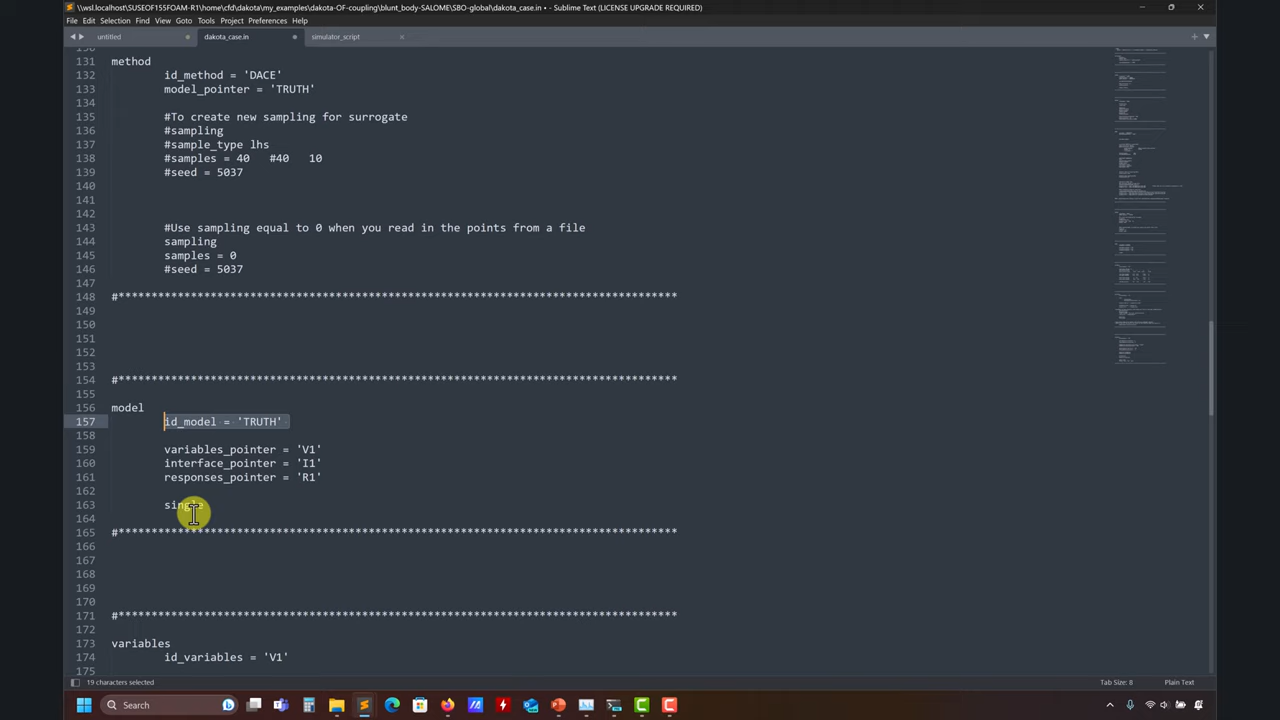 \\wsl.localhost\SUSEOF155FOAM-R1\home\cfd\dakota\my_examples\dakota-OF-coupling\blunt_body-SALOME\SBO-global\dakota_case.in • - Sublime Text (LICENSE UPGRADE REQUIRED)
File Edit Selection Find View Goto Tools Project Preferences Help
untitled dakota_case.in simulator_script
131 method
132 id_method = 'DACE'
133 model_pointer = 'TRUTH'
134
135 #To create new sampling for surrogate
136 #sampling
137 #sample_type lhs
138 #samples = 40 #40 10
139 #seed = 5037
140
141
142
143 #Use sampling equal to 0 when you read in the points from a file
144 sampling
145 samples = 0
146 #seed = 5037
147
148 #*************************************************************************************
149
150
151
152
153
154 #*************************************************************************************
155
156 model
157 id_model = 'TRUTH'
158
159 variables_pointer = 'V1'
160 interface_pointer = 'I1'
161 responses_pointer = 'R1'
162
163 single
164
165 #*************************************************************************************
166
167
168
169
170
171 #*************************************************************************************
172
173 variables
174 id_variables = 'V1'
175
19 characters selected Tab Size: 8 Plain Text
Search